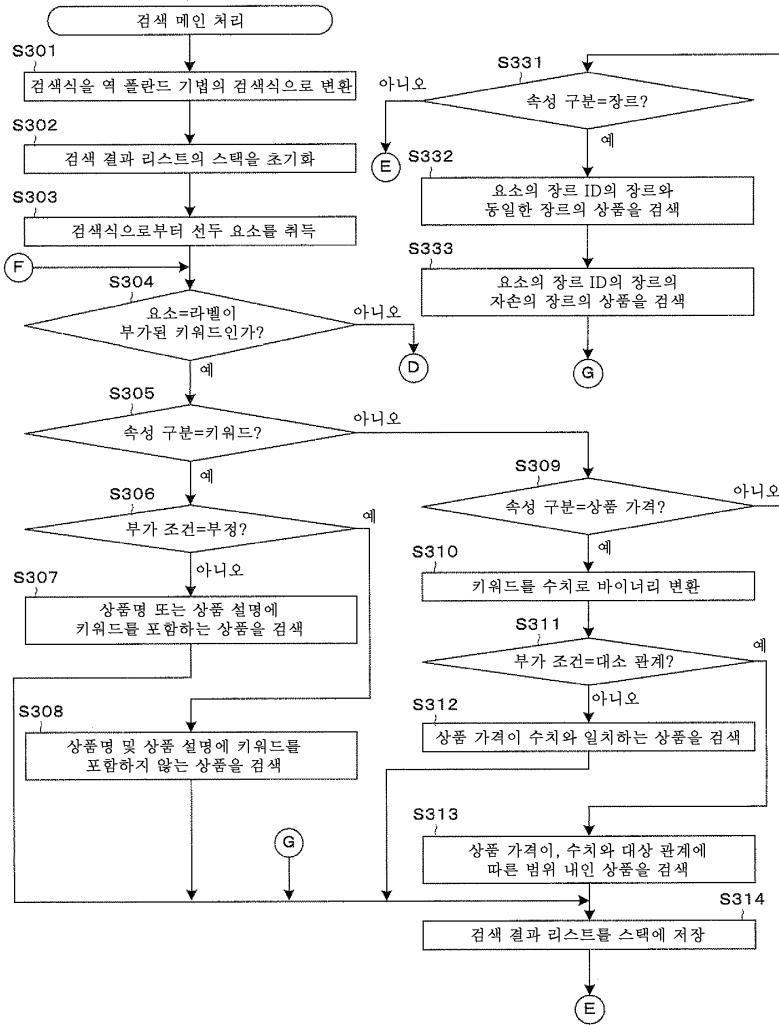 검색 메인 처리
S301
검색식을 역 폴란드 기법의 검색식으로 변환
S302
검색 결과 리스트의 스택을 초기화
S303
검색식으로부터 선두 요소를 취득
F
S304
요소=라벨이
부가된 키워드인가?
아니오
D
예
S305
속성 구분=키워드?
아니오
예
S306
부가 조건=부정?
예
아니오
S307
상품명 또는 상품 설명에
키워드를 포함하는 상품을 검색
S308
상품명 및 상품 설명에 키워드를
포함하지 않는 상품을 검색
G
S331
아니오
속성 구분=장르?
E
예
S332
요소의 장르 ID의 장르와
동일한 장르의 상품을 검색
S333
요소의 장르 ID의 장르의
자손의 장르의 상품을 검색
G
S309
속성 구분=상품 가격?
아니오
예
S310
키워드를 수치로 바이너리 변환
S311
부가 조건=대소 관계?
예
아니오
S312
상품 가격이 수치와 일치하는 상품을 검색
S313
상품 가격이, 수치와 대상 관계에
따른 범위 내인 상품을 검색
S314
검색 결과 리스트를 스택에 저장
E